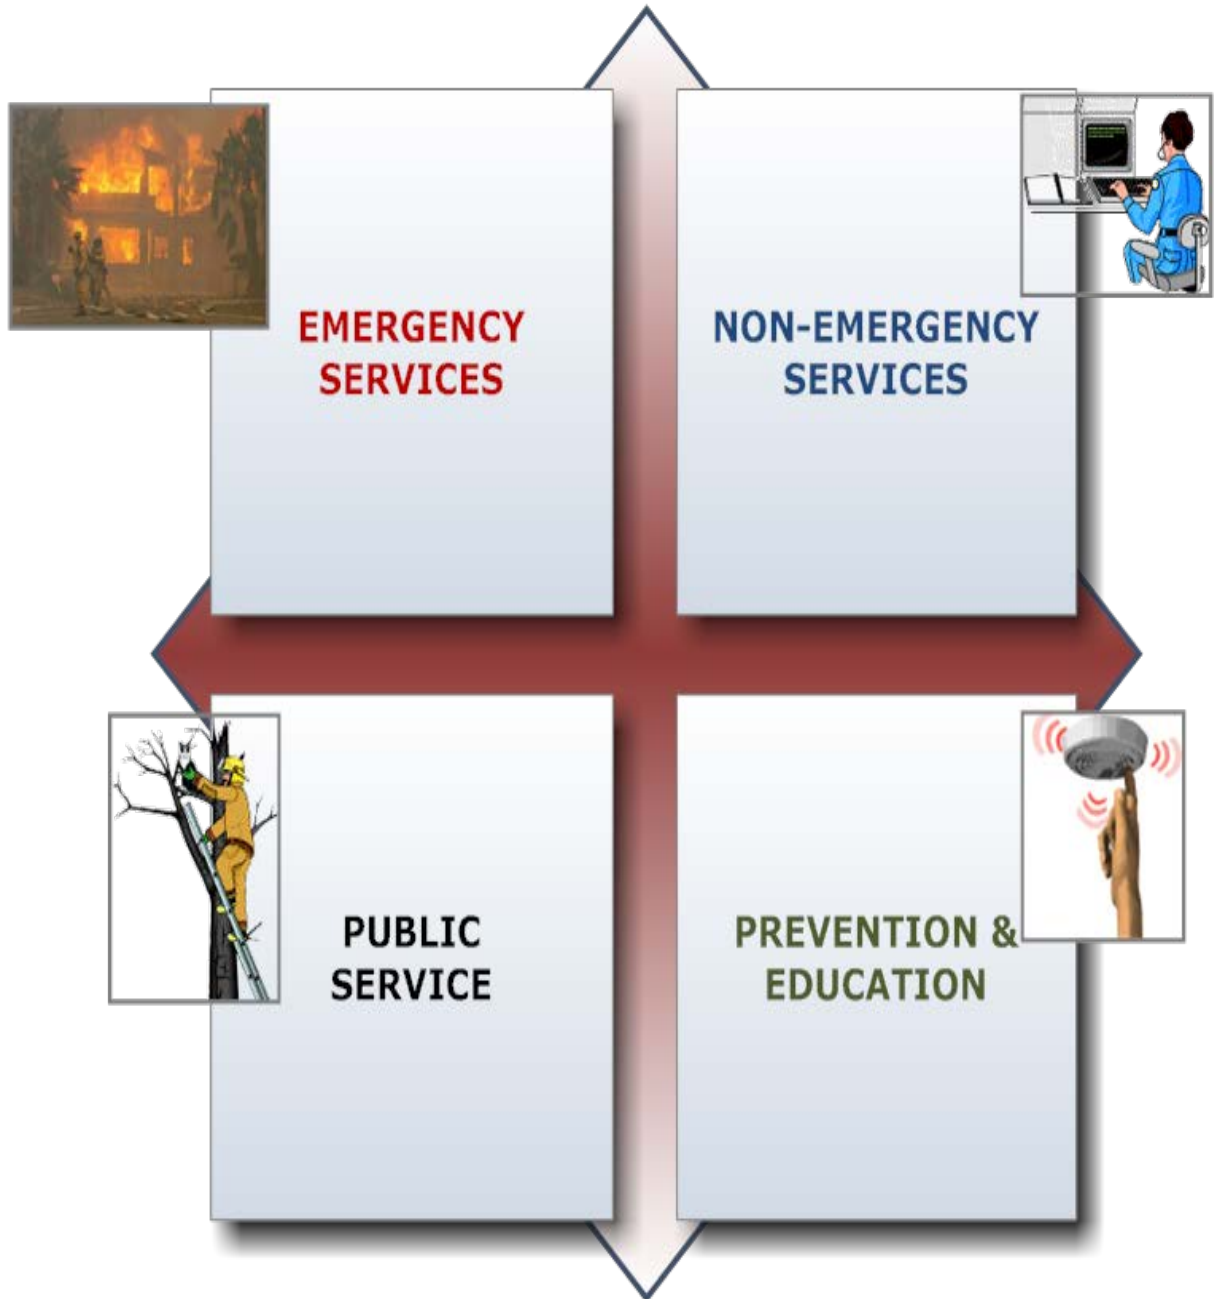 EMERGENCY
SERVICES
NON-EMERGENCY
SERVICES
PUBLIC
SERVICE
PREVENTION &
EDUCATION